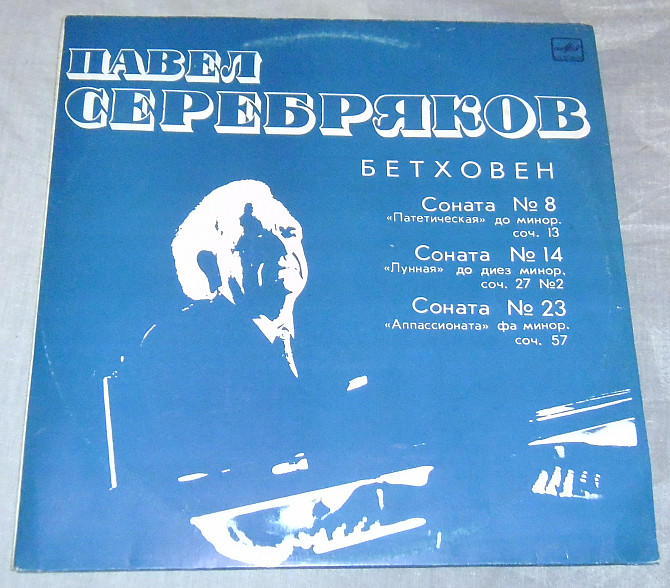 ПАВЕЛ
СЕРЕБРЯКОВ
БЕТХОВЕН
Соната № 8
«Патетическая» до минор.
соч. 13
Соната № 14
«Лунная» до диез минор,
соч. 27 №2
Соната № 23
«Аппассионата» фа минор.
соч. 57